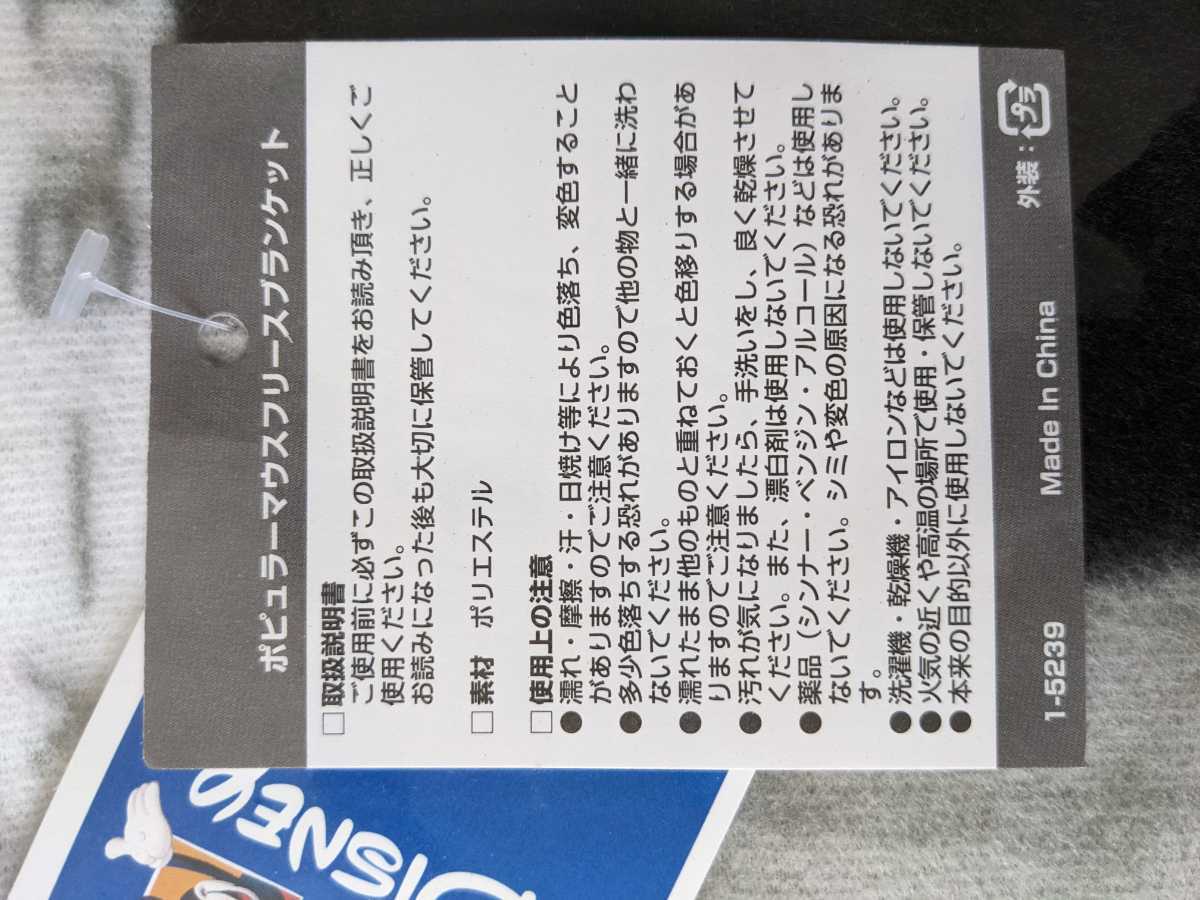 ポピュラーマウスフリースブランケット
□取扱説明書
ご使用前に必ずこの取扱説明書をお読み頂き、正しくご
使用ください。
お読みになった後も大切に保管してください。
□素材 ポリエステル
□使用上の注意
●濡れ・摩擦・汗・日焼け等により色落ち、変色すること
がありますのでご注意ください。
●多少色落ちする恐れがありますので他の物と一緒に洗わ
ないでください。
●濡れたまま他のものと重ねておくと色移りする場合があ
りますのでご注意ください。
●汚れが気になりましたら、手洗いをし、良く乾燥させて
ください。また、漂白剤は使用しないでください。
●薬品（シンナー・ベンジン・アルコール）などは使用し
ないでください。シミや変色の原因になる恐れがありま
す。
●洗濯機・乾燥機・アイロンなどは使用しないでください。
●火気の近くや高温の場所で使用・保管しないでください。
●本来の目的以外に使用しないでください。
1-5239 Made In China 外装：プラ
DISNEY